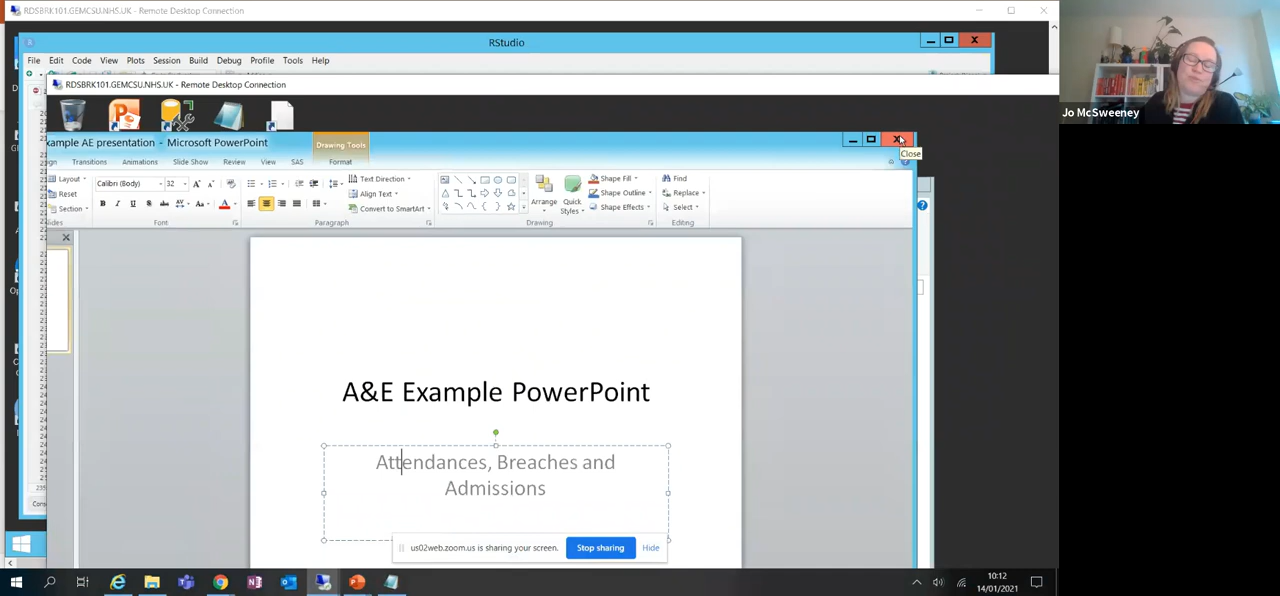 RDSBRK101.GEMCSU.NHS.UK - Remote Desktop Connection
RStudio
File Edit Code View Plots Session Build Debug Profile Tools Help
RDSBRK101.GEMCSU.NHS.UK - Remote Desktop Connection
xample AE presentation - Microsoft PowerPoint
Drawing Tools
Close
gn Transitions Animations Slide Show Review View SAS Format
Layout
Reset
Section
Calibri (Body) 32
Text Direction
Align Text
Convert to SmartArt
Arrange
Quick
Styles
Shape Fill
Shape Outline
Shape Effects
Find
Replace
Select
lides Font Paragraph Drawing Editing
A&E Example PowerPoint
Attendances, Breaches and
Admissions
us02web.zoom.us is sharing your screen. Stop sharing Hide
10:12
14/01/2021
Jo McSweeney